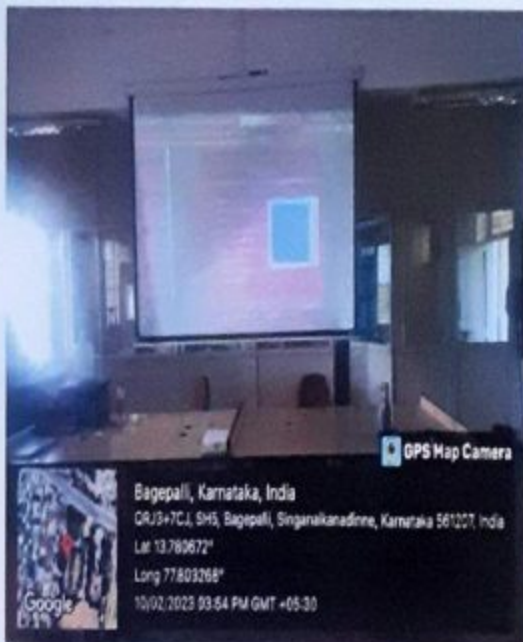 GPS Map Camera
Bagepalli, Karnataka, India
QRJ3+7CJ, SH5, Bagepalli, Singanaikanadinne, Karnataka 561207, India
Lat 13.780672°
Long 77.803268°
10/02/2023 03:54 PM GMT +05:30
Google